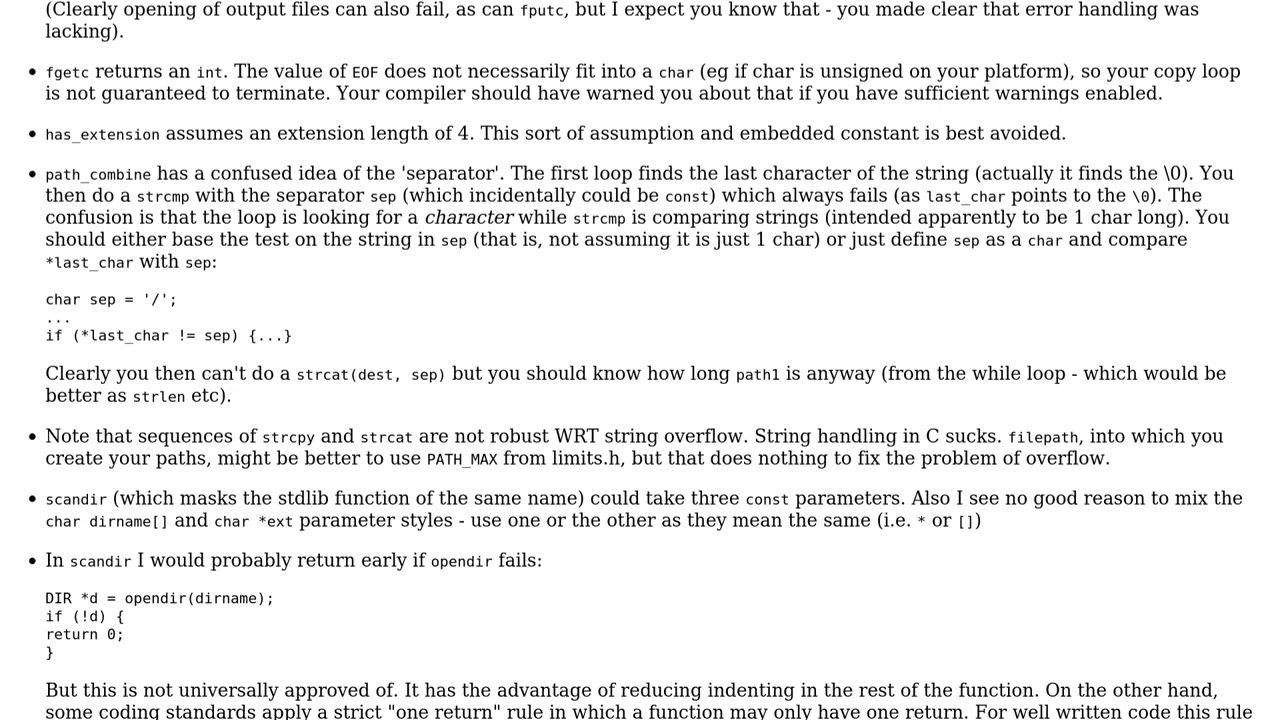 (Clearly opening of output files can also fail, as can fputc, but I expect you know that - you made clear that error handling was
lacking).
• fgetc returns an int. The value of EOF does not necessarily fit into a char (eg if char is unsigned on your platform), so your copy loop
is not guaranteed to terminate. Your compiler should have warned you about that if you have sufficient warnings enabled.
• has_extension assumes an extension length of 4. This sort of assumption and embedded constant is best avoided.
• path_combine has a confused idea of the 'separator'. The first loop finds the last character of the string (actually it finds the \0). You
then do a strcmp with the separator sep (which incidentally could be const) which always fails (as last_char points to the \0). The
confusion is that the loop is looking for a character while strcmp is comparing strings (intended apparently to be 1 char long). You
should either base the test on the string in sep (that is, not assuming it is just 1 char) or just define sep as a char and compare
*last_char with sep:
char sep = '/';
...
if (*last_char != sep) {...}
Clearly you then can't do a strcat(dest, sep) but you should know how long path1 is anyway (from the while loop - which would be
better as strlen etc).
• Note that sequences of strcpy and strcat are not robust WRT string overflow. String handling in C sucks. filepath, into which you
create your paths, might be better to use PATH_MAX from limits.h, but that does nothing to fix the problem of overflow.
• scandir (which masks the stdlib function of the same name) could take three const parameters. Also I see no good reason to mix the
char dirname[] and char *ext parameter styles - use one or the other as they mean the same (i.e. * or [])
• In scandir I would probably return early if opendir fails:
DIR *d = opendir(dirname);
if (!d) {
return 0;
}
But this is not universally approved of. It has the advantage of reducing indenting in the rest of the function. On the other hand,
some coding standards apply a strict "one return" rule in which a function may only have one return. For well written code this rule